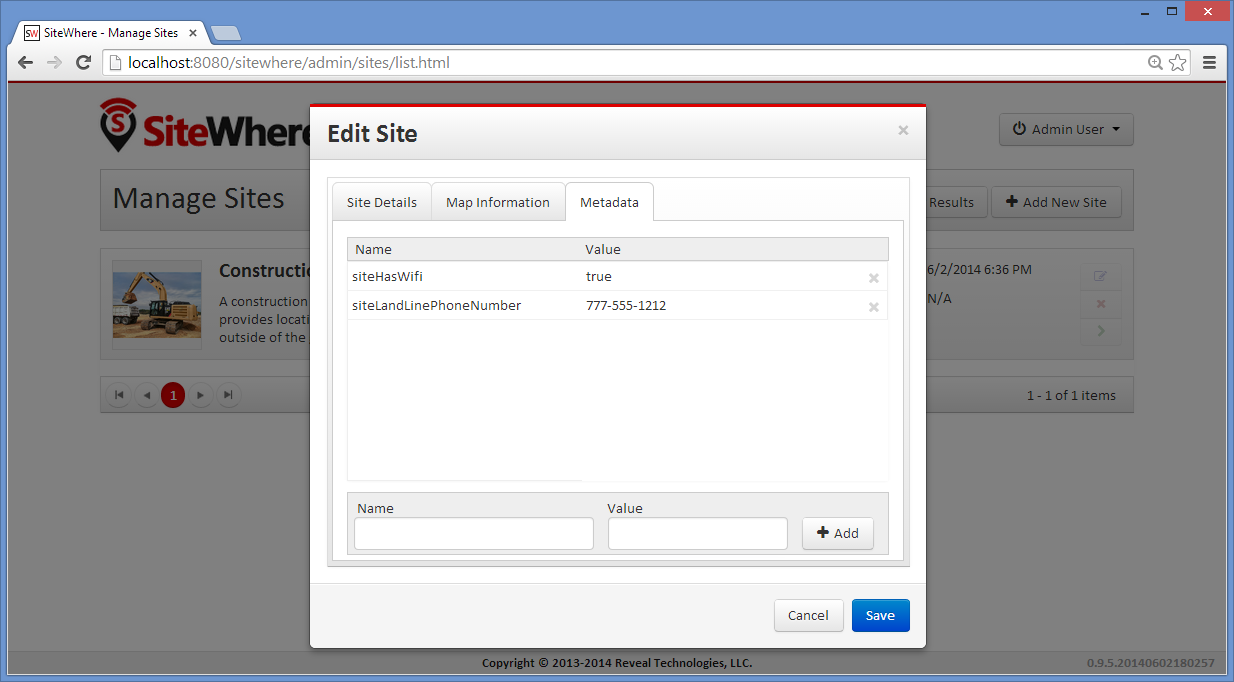 SW SiteWhere - Manage Sites
localhost:8080/sitewhere/admin/sites/list.html
SiteWhere
Edit Site
Admin User
Manage Sites
Site Details Map Information Metadata
Results
Add New Site
Name Value
siteHasWifi true
siteLandLinePhoneNumber 777-555-1212
A construction
provides
outside of the
6/2/2014 6:36 PM
N/A
1
1 - 1 of 1 items
Name Value
Add
Cancel Save
Copyright © 2013-2014 Reveal Technologies, LLC.
0.9.5.20140602180257